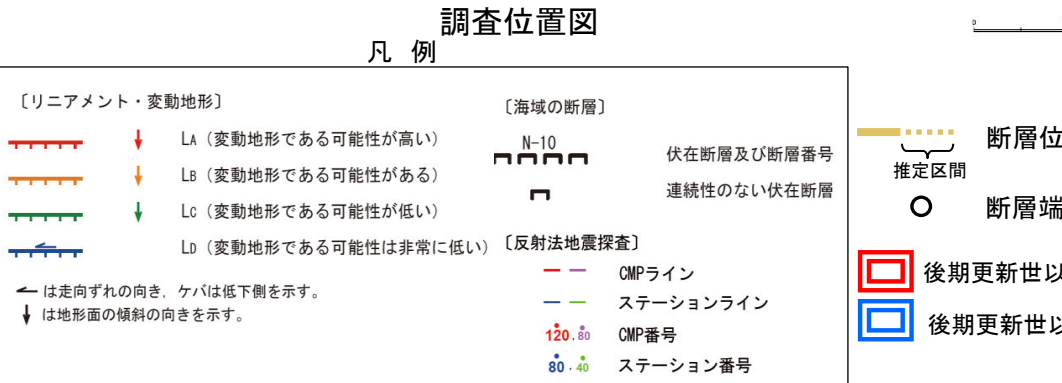 調査位置図
凡 例
0
〔リニアメント・変動地形〕
LA（変動地形である可能性が高い）
LB（変動地形である可能性がある）
LC（変動地形である可能性が低い）
LD（変動地形である可能性は非常に低い）
は走向ずれの向き，ケバは低下側を示す。
は地形面の傾斜の向きを示す。
〔海域の断層〕
N-10
伏在断層及び断層番号
連続性のない伏在断層
〔反射法地震探査〕
CMPライン
ステーションライン
120 . 80 CMP番号
80 . 40 ステーション番号
断層位
推定区間
断層端
後期更新世以
後期更新世以